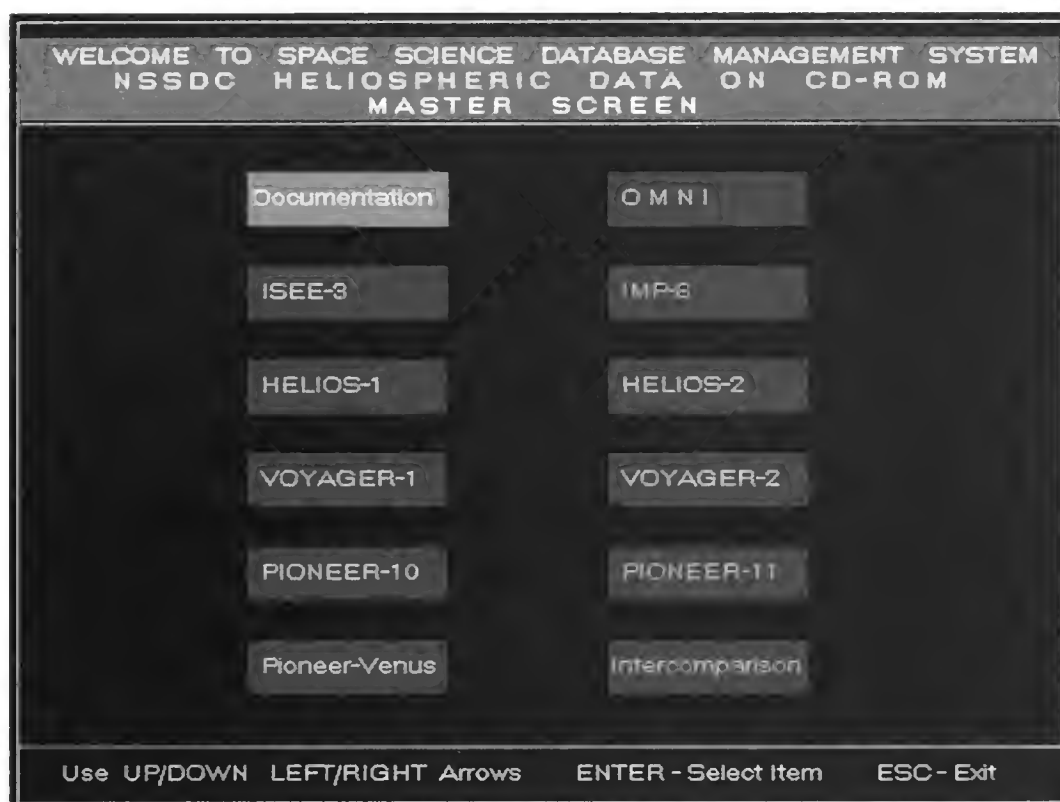 WELCOME TO SPACE SCIENCE DATABASE MANAGEMENT SYSTEM
NSSDC HELIOSPHERIC DATA ON CD-ROM
MASTER SCREEN
Documentation OMNI
ISEE-3 IMP-8
HELIOS-1 HELIOS-2
VOYAGER-1 VOYAGER-2
PIONEER-10 PIONEER-11
Pioneer-Venus Intercomparison
Use UP/DOWN LEFT/RIGHT Arrows ENTER - Select Item ESC - Exit